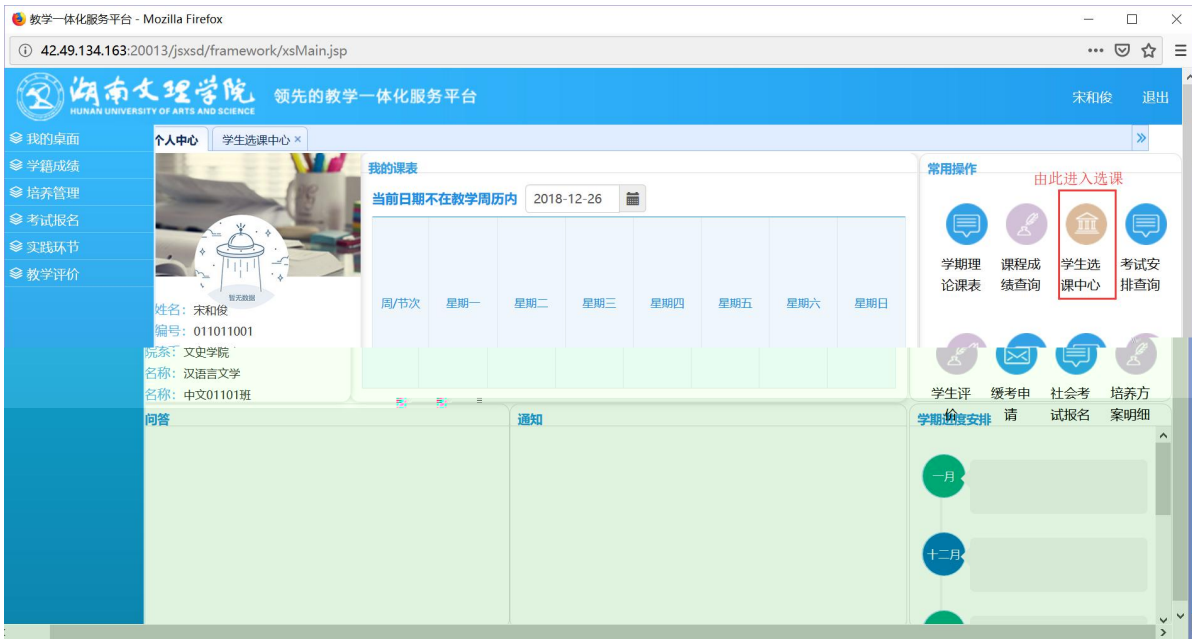 教学一体化服务平台 - Mozilla Firefox
42.49.134.163:20013/jsxsd/framework/xsMain.jsp
湖南文理学院
HUNAN UNIVERSITY OF ARTS AND SCIENCE
领先的教学一体化服务平台
宋和俊 退出
我的桌面
学籍成绩
培养管理
考试报名
实践环节
教学评价
个人中心 学生选课中心 ×
暂无数据
姓名: 宋和俊
编号: 011011001
院系: 文史学院
名称: 汉语言文学
名称: 中文01101班
我的课表
当前日期不在教学周历内 2018-12-26
周/节次 星期一 星期二 星期三 星期四 星期五 星期六 星期日
常用操作
由此进入选课
学期理论课表
课程成绩查询
学生选课中心
考试安排查询
学生评价
缓考申请
社会考试报名
培养方案明细
问答
通知
学期进度安排
一月
十二月